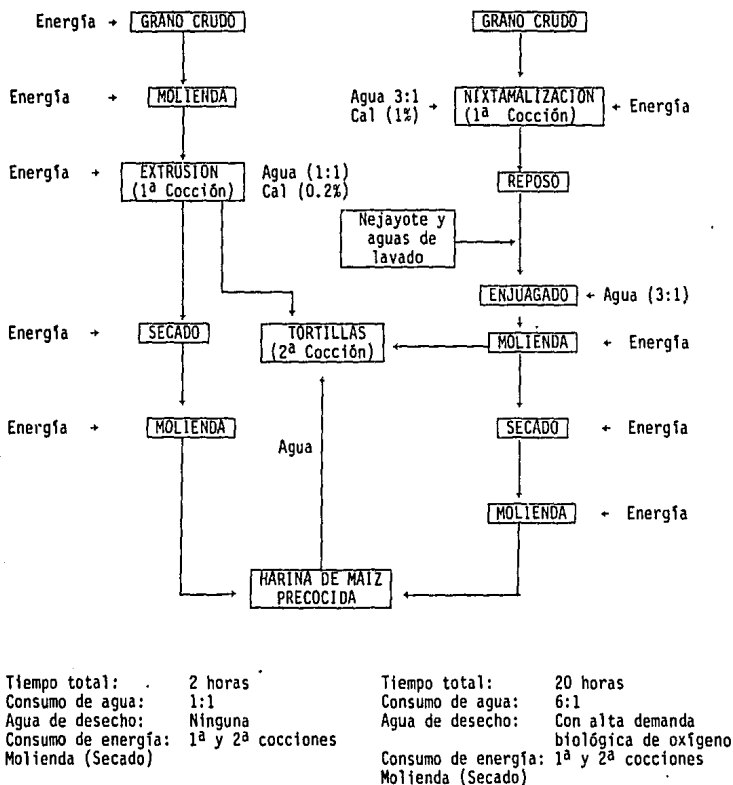 Energía → GRANO CRUDO
GRANO CRUDO
Energía → MOLIENDA
Agua 3:1
Cal (1%) →
NIXTAMALIZACION
(1ª Cocción)
← Energía
Energía → EXTRUSION
(1ª Cocción)
Agua (1:1)
Cal (0.2%)
REPOSO
Nejayote y
aguas de
lavado
ENJUAGADO ← Agua (3:1)
Energía → SECADO
TORTILLAS
(2ª Cocción)
MOLIENDA ← Energía
Energía → MOLIENDA
Agua
SECADO ← Energía
MOLIENDA ← Energía
HARINA DE MAIZ
PRECOCIDA
Tiempo total: 2 horas
Consumo de agua: 1:1
Agua de desecho: Ninguna
Consumo de energía: 1ª y 2ª cocciones
Molienda (Secado)
Tiempo total: 20 horas
Consumo de agua: 6:1
Agua de desecho: Con alta demanda
biológica de oxígeno
Consumo de energía: 1ª y 2ª cocciones
Molienda (Secado)